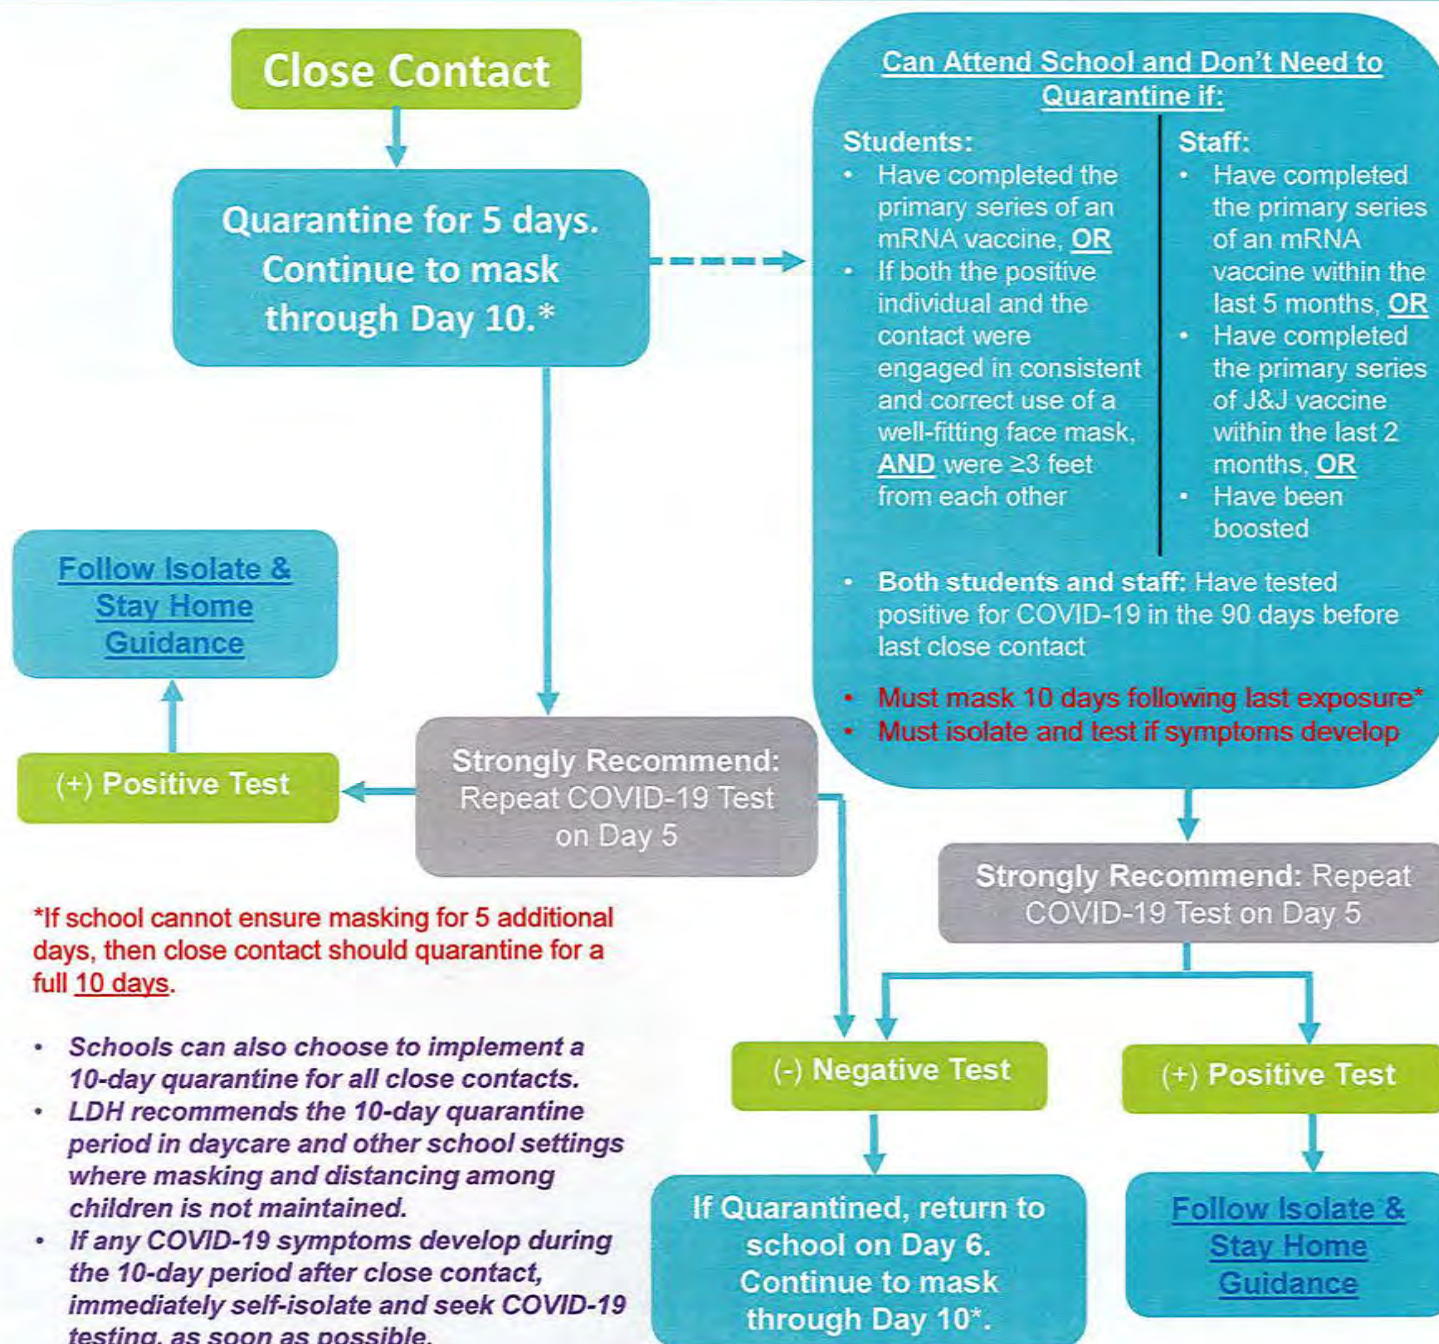 Close Contact
Quarantine for 5 days.
Continue to mask
through Day 10.*
Can Attend School and Don't Need to
Quarantine if:
Students:
• Have completed the
primary series of an
mRNA vaccine, OR
• If both the positive
individual and the
contact were
engaged in consistent
and correct use of a
well-fitting face mask,
AND were ≥3 feet
from each other
Staff:
• Have completed
the primary series
of an mRNA
vaccine within the
last 5 months, OR
• Have completed
the primary series
of J&J vaccine
within the last 2
months, OR
• Have been
boosted
• Both students and staff: Have tested
positive for COVID-19 in the 90 days before
last close contact
• Must mask 10 days following last exposure*
• Must isolate and test if symptoms develop
Follow Isolate &
Stay Home
Guidance
(+) Positive Test
Strongly Recommend:
Repeat COVID-19 Test
on Day 5
Strongly Recommend: Repeat
COVID-19 Test on Day 5
*If school cannot ensure masking for 5 additional
days, then close contact should quarantine for a
full 10 days.
• Schools can also choose to implement a
10-day quarantine for all close contacts.
• LDH recommends the 10-day quarantine
period in daycare and other school settings
where masking and distancing among
children is not maintained.
• If any COVID-19 symptoms develop during
the 10-day period after close contact,
immediately self-isolate and seek COVID-19
testing, as soon as possible.
(-) Negative Test
(+) Positive Test
If Quarantined, return to
school on Day 6.
Continue to mask
through Day 10*.
Follow Isolate &
Stay Home
Guidance